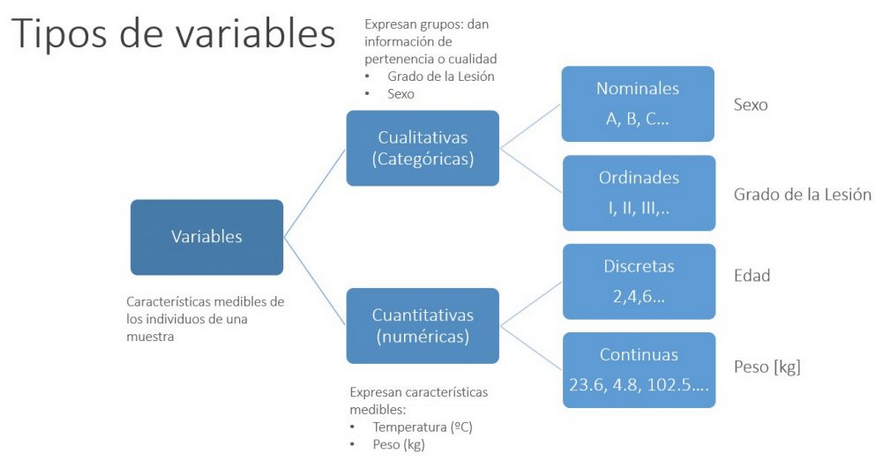 Tipos de variables
Expresan grupos: dan
información de
pertenencia o cualidad
• Grado de la Lesión
• Sexo
Cualitativas
(Categóricas)
Nominales
A, B, C...
Sexo
Ordinades
I, II, III,..
Grado de la Lesión
Variables
Características medibles de
los individuos de una
muestra
Cuantitativas
(numéricas)
Discretas
2,4,6...
Edad
Continuas
23.6, 4.8, 102.5....
Peso [kg]
Expresan características
medibles:
• Temperatura (ºC)
• Peso (kg)